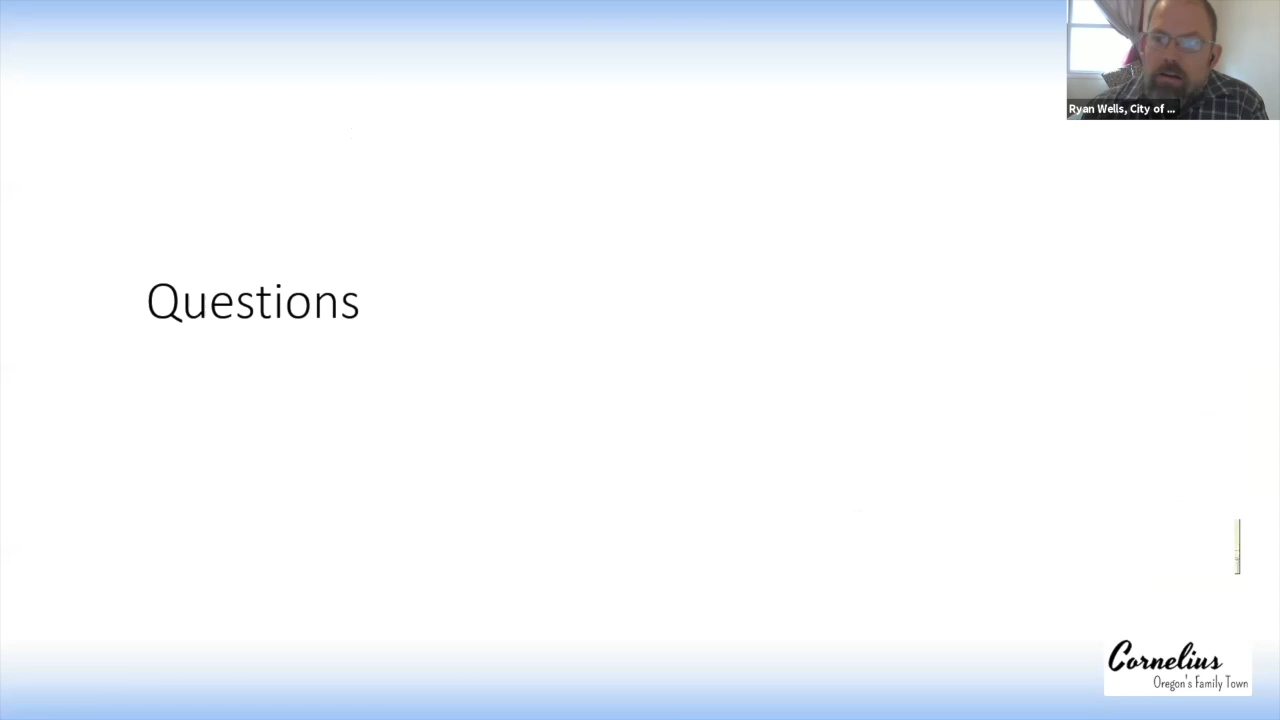 Ryan Wells, City of ...
Questions
Cornelius
Oregon's Family Town